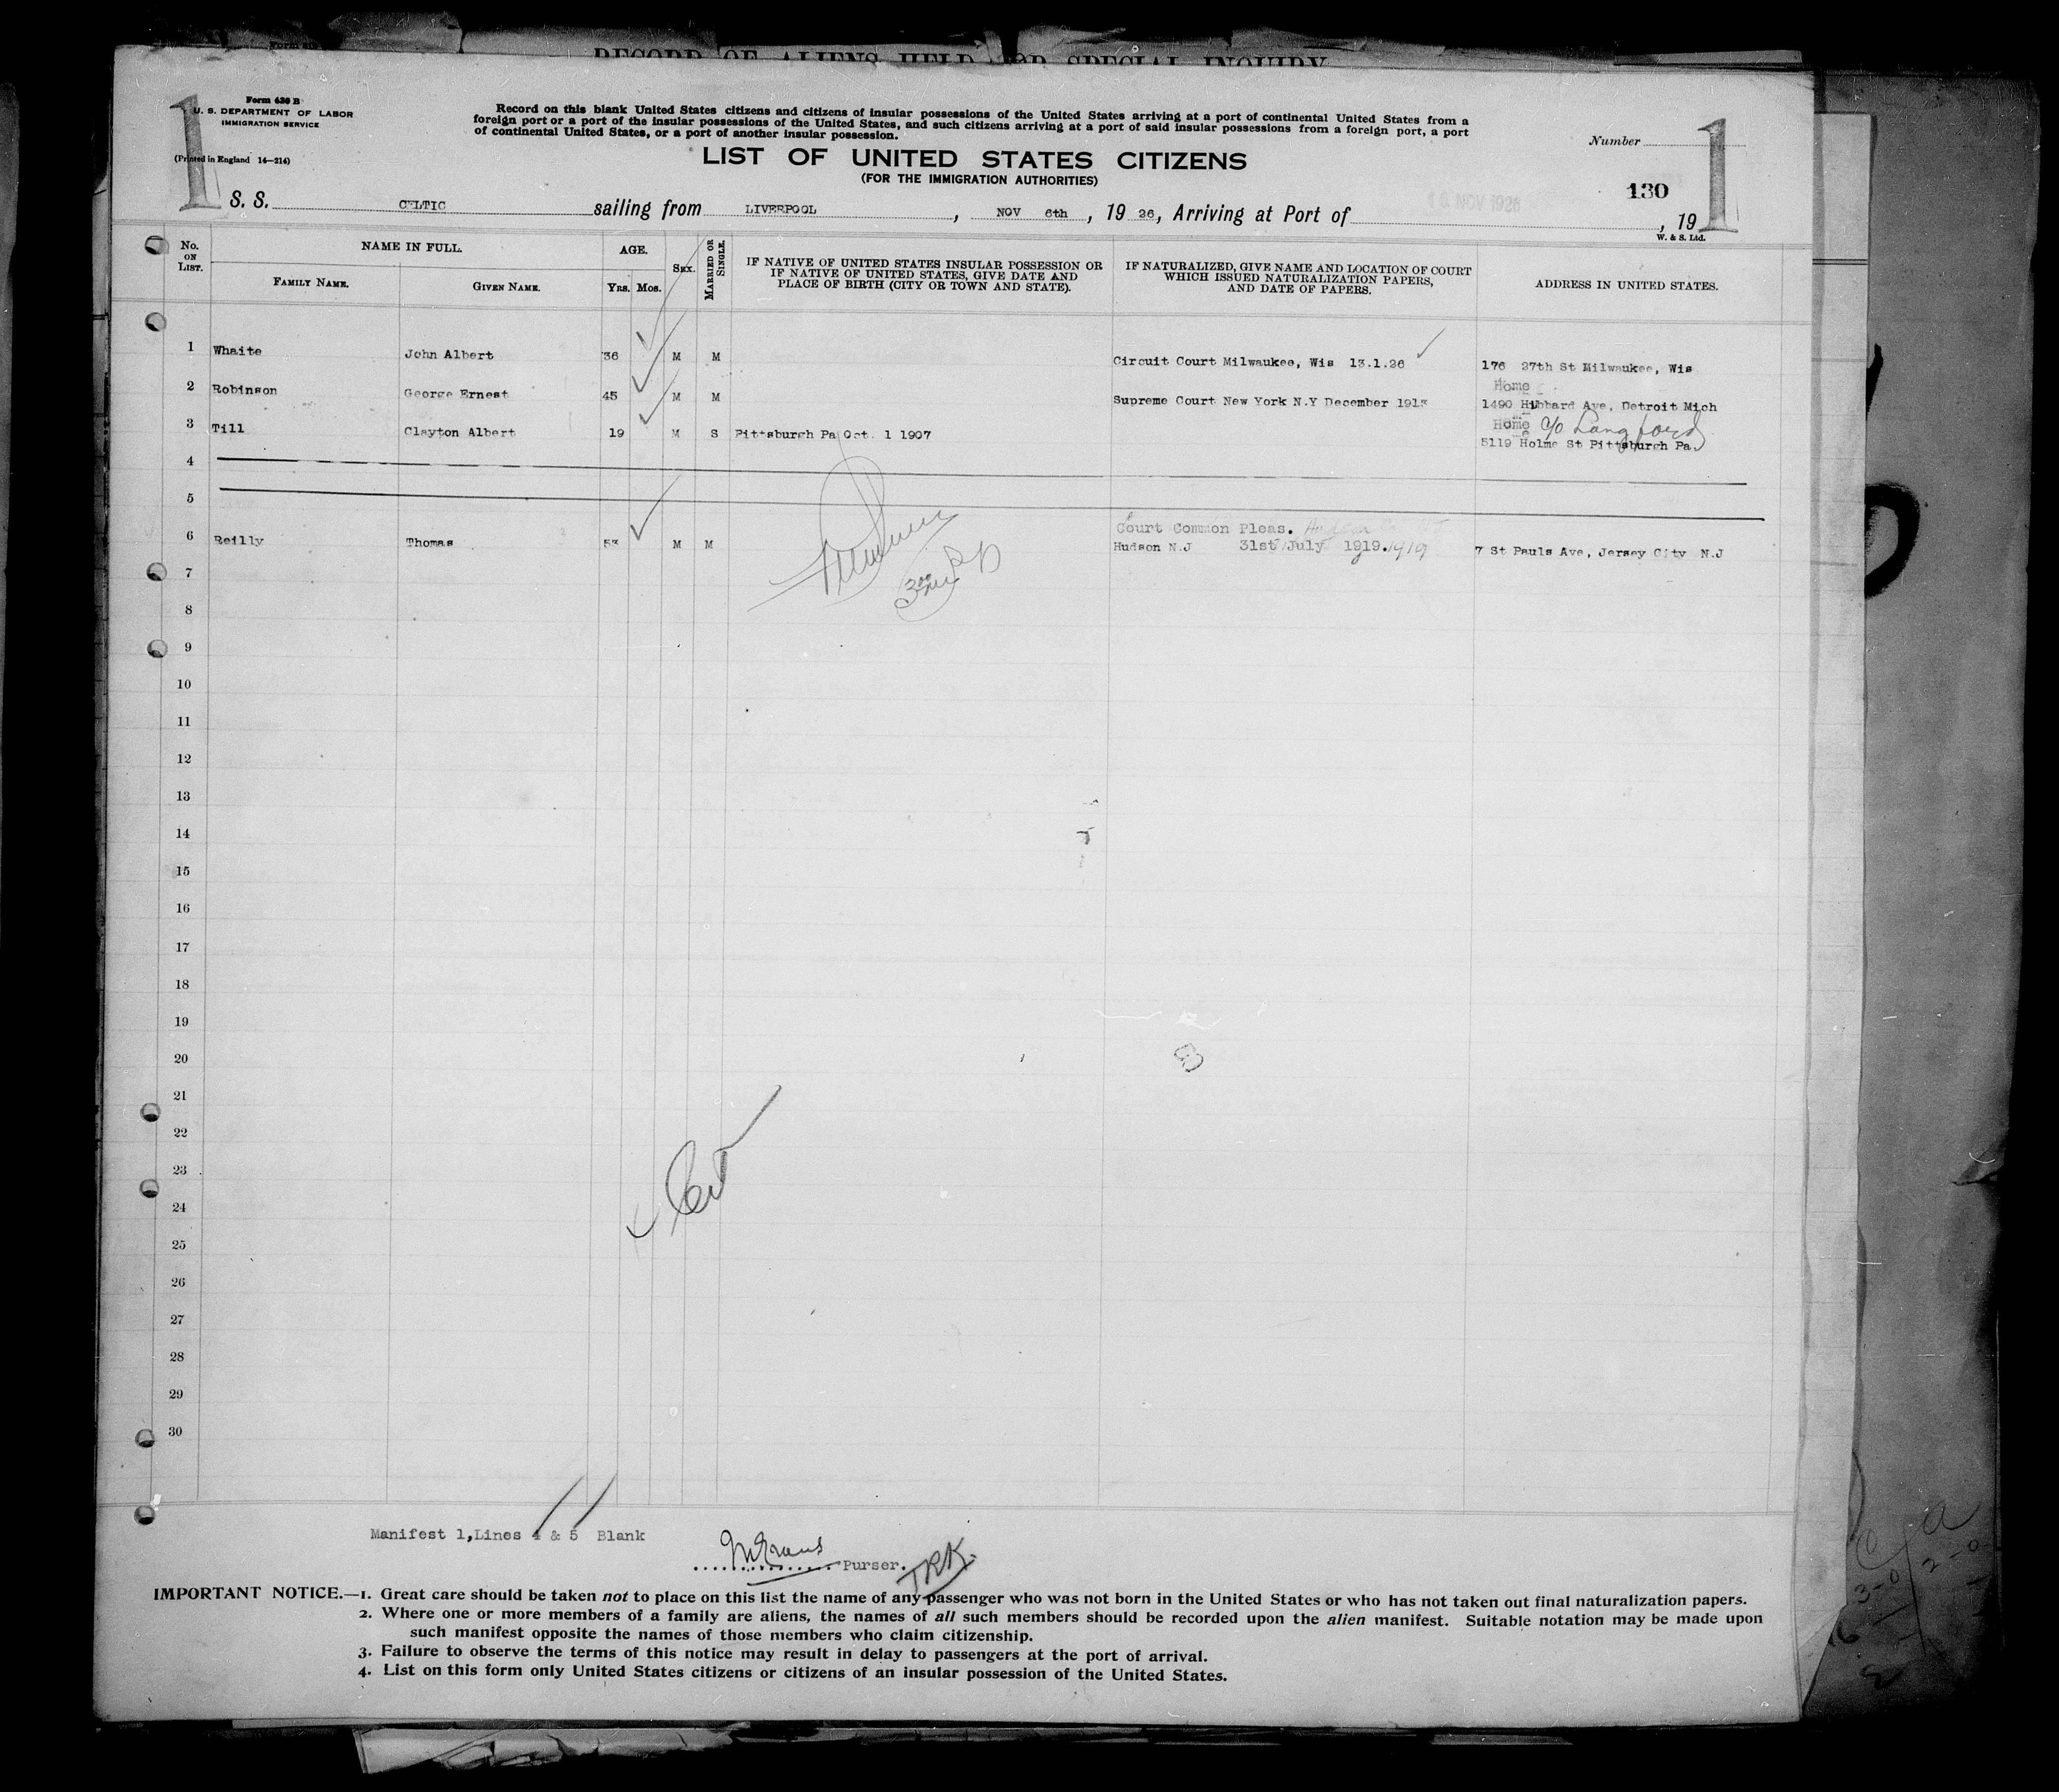 RECORD OF ALIENS HELD FOR SPECIAL INQUIRY
Form 630 B
U. S. DEPARTMENT OF LABOR
IMMIGRATION SERVICE
(Printed in England 14—214)
1
Record on this blank United States citizens and citizens of insular possessions of the United States arriving at a port of continental United States from a
foreign port or a port of the insular possessions of the United States, and such citizens arriving at a port of said insular possessions from a foreign port, a port
of continental United States, or a port of another insular possession.
LIST OF UNITED STATES CITIZENS
(FOR THE IMMIGRATION AUTHORITIES)
Number
1
130
16 NOV 1926
S. S. CELTIC sailing from LIVERPOOL, NOV 6th, 19 26, Arriving at Port of , 19
W. & S. Ltd.
No. ON LIST.
NAME IN FULL.
FAMILY NAME.
GIVEN NAME.
AGE.
YRS. MOS.
SEX.
MARRIED OR SINGLE.
IF NATIVE OF UNITED STATES INSULAR POSSESSION OR
IF NATIVE OF UNITED STATES, GIVE DATE AND
PLACE OF BIRTH (CITY OR TOWN AND STATE).
IF NATURALIZED, GIVE NAME AND LOCATION OF COURT
WHICH ISSUED NATURALIZATION PAPERS,
AND DATE OF PAPERS.
ADDRESS IN UNITED STATES.
1 Whaite John Albert 36 M M Circuit Court Milwaukee, Wis 13.1.26 176 27th St Milwaukee, Wis
Home
2 Robinson George Ernest 45 M M Supreme Court New York N.Y December 1913 1490 Hibbard Ave, Detroit Mich
Home c/o Langford
3 Till Clayton Albert 19 M S Pittsburgh Pa Oct. 1 1907 5119 Holme St Pittsburgh Pa.
4
5
Court Common Pleas.
6 Reilly Thomas 53 M M Hudson N.J 31st July 1919. 1919 7 St Pauls Ave, Jersey City N.J
7
8
9
10
11
12
13
14
15
16
17
18
19
20
21
22
23
24
25
26
27
28
29
30
Manifest 1, Lines 4 & 5 Blank
Purser.
IMPORTANT NOTICE.—1. Great care should be taken not to place on this list the name of any passenger who was not born in the United States or who has not taken out final naturalization papers.
2. Where one or more members of a family are aliens, the names of all such members should be recorded upon the alien manifest. Suitable notation may be made upon
such manifest opposite the names of those members who claim citizenship.
3. Failure to observe the terms of this notice may result in delay to passengers at the port of arrival.
4. List on this form only United States citizens or citizens of an insular possession of the United States.